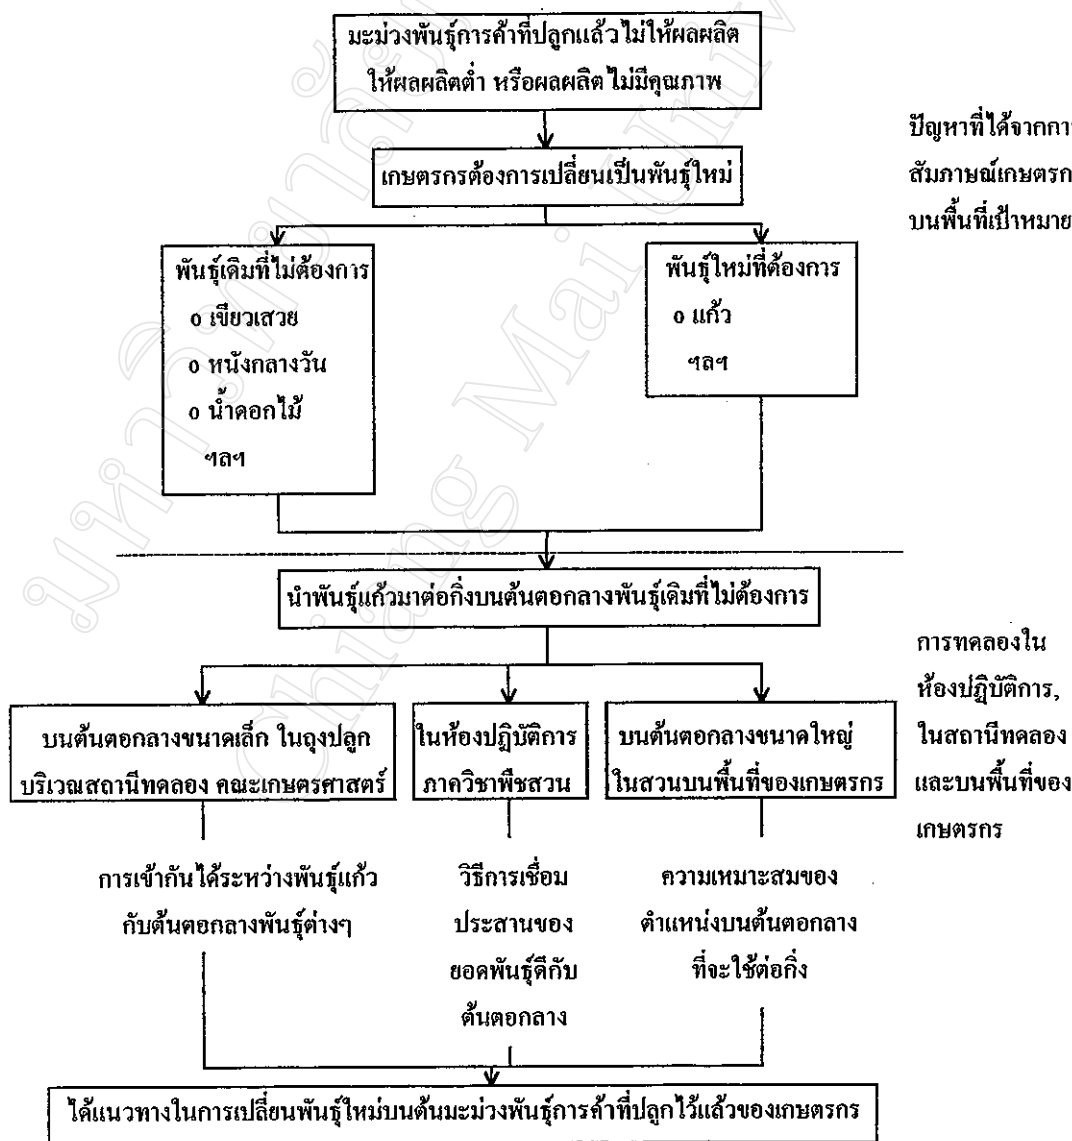 มะม่วงพันธุ์การค้าที่ปลูกแล้วไม่ให้ผลผลิต
ให้ผลผลิตต่ำ หรือผลผลิต ไม่มีคุณภาพ
ปัญหาที่ได้จากกา
สัมภาษณ์เกษตรก
บนพื้นที่เป้าหมาย
เกษตรกรต้องการเปลี่ยนเป็นพันธุ์ใหม่
พันธุ์เดิมที่ไม่ต้องการ
o เขียวเสวย
o หนังกลางวัน
o น้ำดอกไม้
ฯลฯ
พันธุ์ใหม่ที่ต้องการ
o แก้ว
ฯลฯ
นำพันธุ์แก้วมาต่อกิ่งบนต้นตอกลางพันธุ์เดิมที่ไม่ต้องการ
การทดลองใน
ห้องปฏิบัติการ,
ในสถานีทดลอง
และบนพื้นที่ของ
เกษตรกร
บนต้นตอกลางขนาดเล็ก ในถุงปลูก
บริเวณสถานีทดลอง คณะเกษตรศาสตร์
ในห้องปฏิบัติการ
ภาควิชาพืชสวน
บนต้นตอกลางขนาดใหญ่
ในสวนบนพื้นที่ของเกษตรกร
การเข้ากันได้ระหว่างพันธุ์แก้ว
กับต้นตอกลางพันธุ์ต่างๆ
วิธีการเชื่อม
ประสานของ
ยอดพันธุ์ดีกับ
ต้นตอกลาง
ความเหมาะสมของ
ตำแหน่งบนต้นตอกลาง
ที่จะใช้ต่อกิ่ง
ได้แนวทางในการเปลี่ยนพันธุ์ใหม่บนต้นมะม่วงพันธุ์การค้าที่ปลูกไว้แล้วของเกษตรกร
Chiang Mai Univ